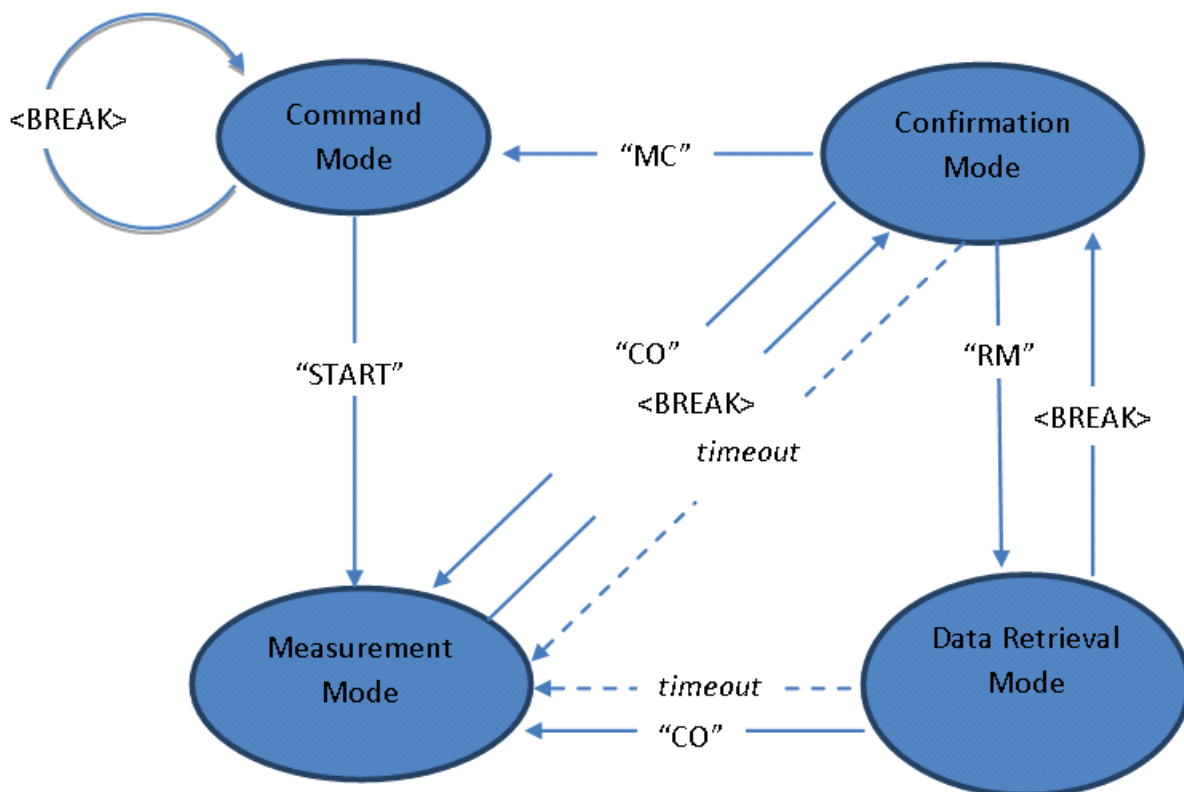 <BREAK>
Command
Mode
“MC”
Confirmation
Mode
“START”
“CO”
<BREAK>
timeout
“RM”
<BREAK>
Measurement
Mode
timeout
“CO”
Data Retrieval
Mode